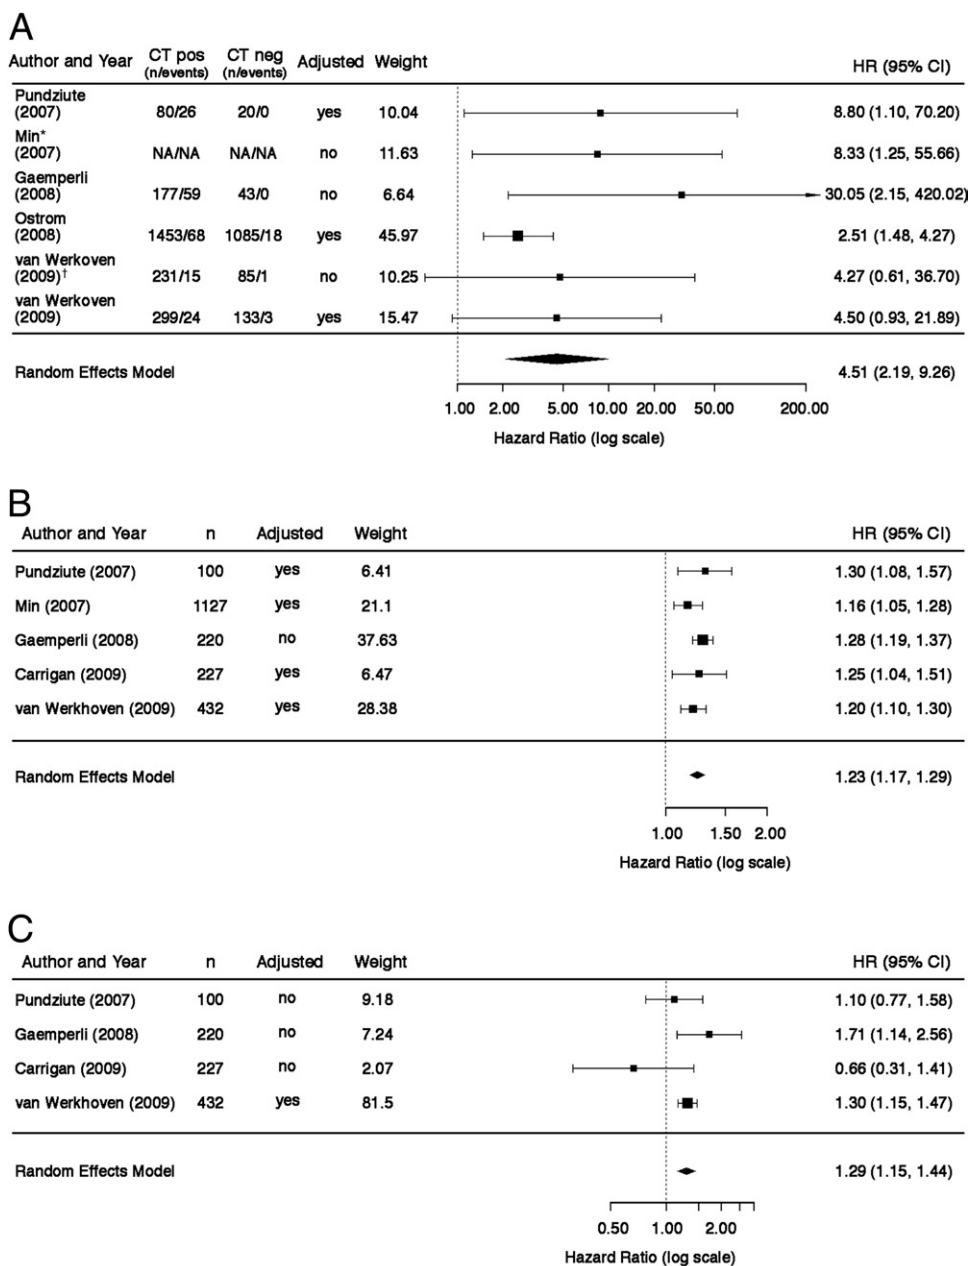 A
Author and Year CT pos CT neg Adjusted Weight HR (95% CI)
(n/events) (n/events)
Pundziute
(2007) 80/26 20/0 yes 10.04 8.80 (1.10, 70.20)
Min*
(2007) NA/NA NA/NA no 11.63 8.33 (1.25, 55.66)
Gaemperli
(2008) 177/59 43/0 no 6.64 30.05 (2.15, 420.02)
Ostrom
(2008) 1453/68 1085/18 yes 45.97 2.51 (1.48, 4.27)
van Werkoven
(2009)† 231/15 85/1 no 10.25 4.27 (0.61, 36.70)
van Werkoven
(2009) 299/24 133/3 yes 15.47 4.50 (0.93, 21.89)
Random Effects Model 4.51 (2.19, 9.26)
1.00 2.00 5.00 10.00 20.00 50.00 200.00
Hazard Ratio (log scale)
B
Author and Year n Adjusted Weight HR (95% CI)
Pundziute (2007) 100 yes 6.41 1.30 (1.08, 1.57)
Min (2007) 1127 yes 21.1 1.16 (1.05, 1.28)
Gaemperli (2008) 220 no 37.63 1.28 (1.19, 1.37)
Carrigan (2009) 227 yes 6.47 1.25 (1.04, 1.51)
van Werkhoven (2009) 432 yes 28.38 1.20 (1.10, 1.30)
Random Effects Model 1.23 (1.17, 1.29)
1.00 1.50 2.00
Hazard Ratio (log scale)
C
Author and Year n Adjusted Weight HR (95% CI)
Pundziute (2007) 100 no 9.18 1.10 (0.77, 1.58)
Gaemperli (2008) 220 no 7.24 1.71 (1.14, 2.56)
Carrigan (2009) 227 no 2.07 0.66 (0.31, 1.41)
van Werkhoven (2009) 432 yes 81.5 1.30 (1.15, 1.47)
Random Effects Model 1.29 (1.15, 1.44)
0.50 1.00 2.00
Hazard Ratio (log scale)